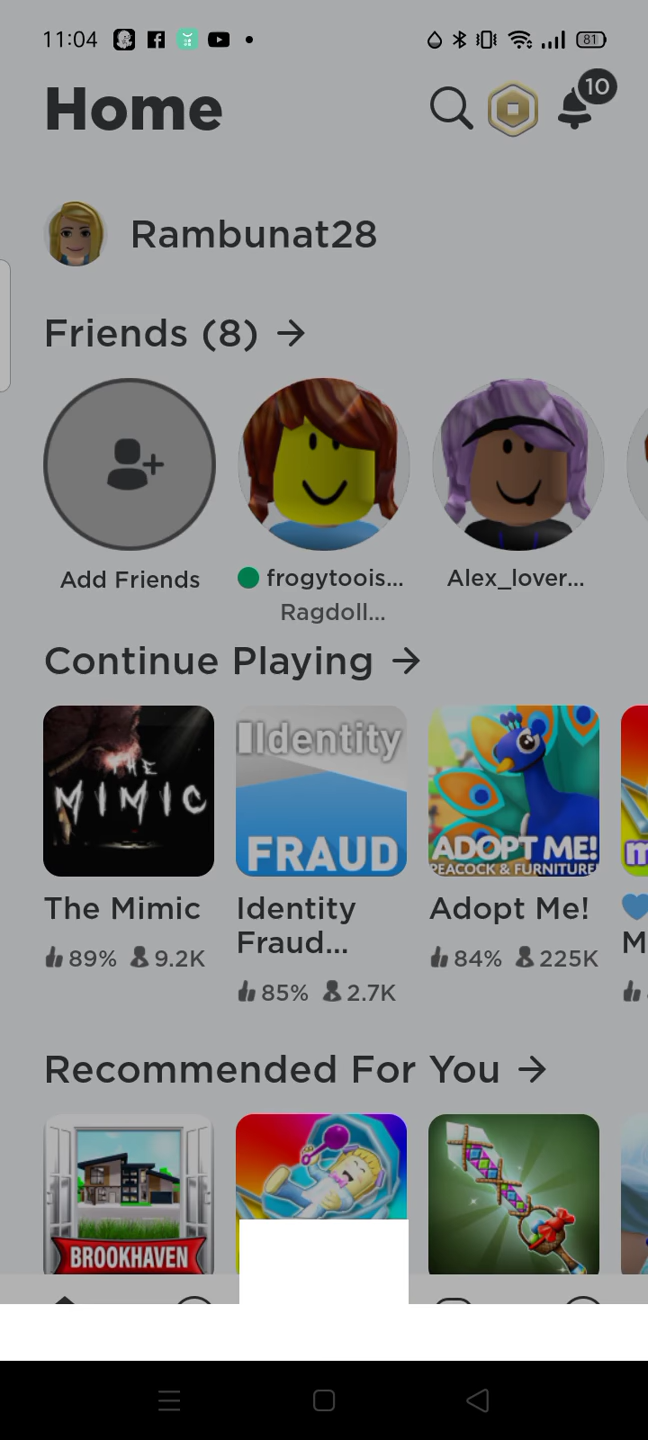 11:04
81
Home
10
Rambunat28
Friends (8) →
Add Friends
frogytoois...
Alex_lover...
Ragdoll...
Continue Playing →
THE
MIMIC
Identity
FRAUD
ADOPT ME!
PEACOCK & FURNITURE!
The Mimic
Identity
Fraud...
Adopt Me!
M
89% 9.2K
84% 225K
85% 2.7K
Recommended For You →
BROOKHAVEN